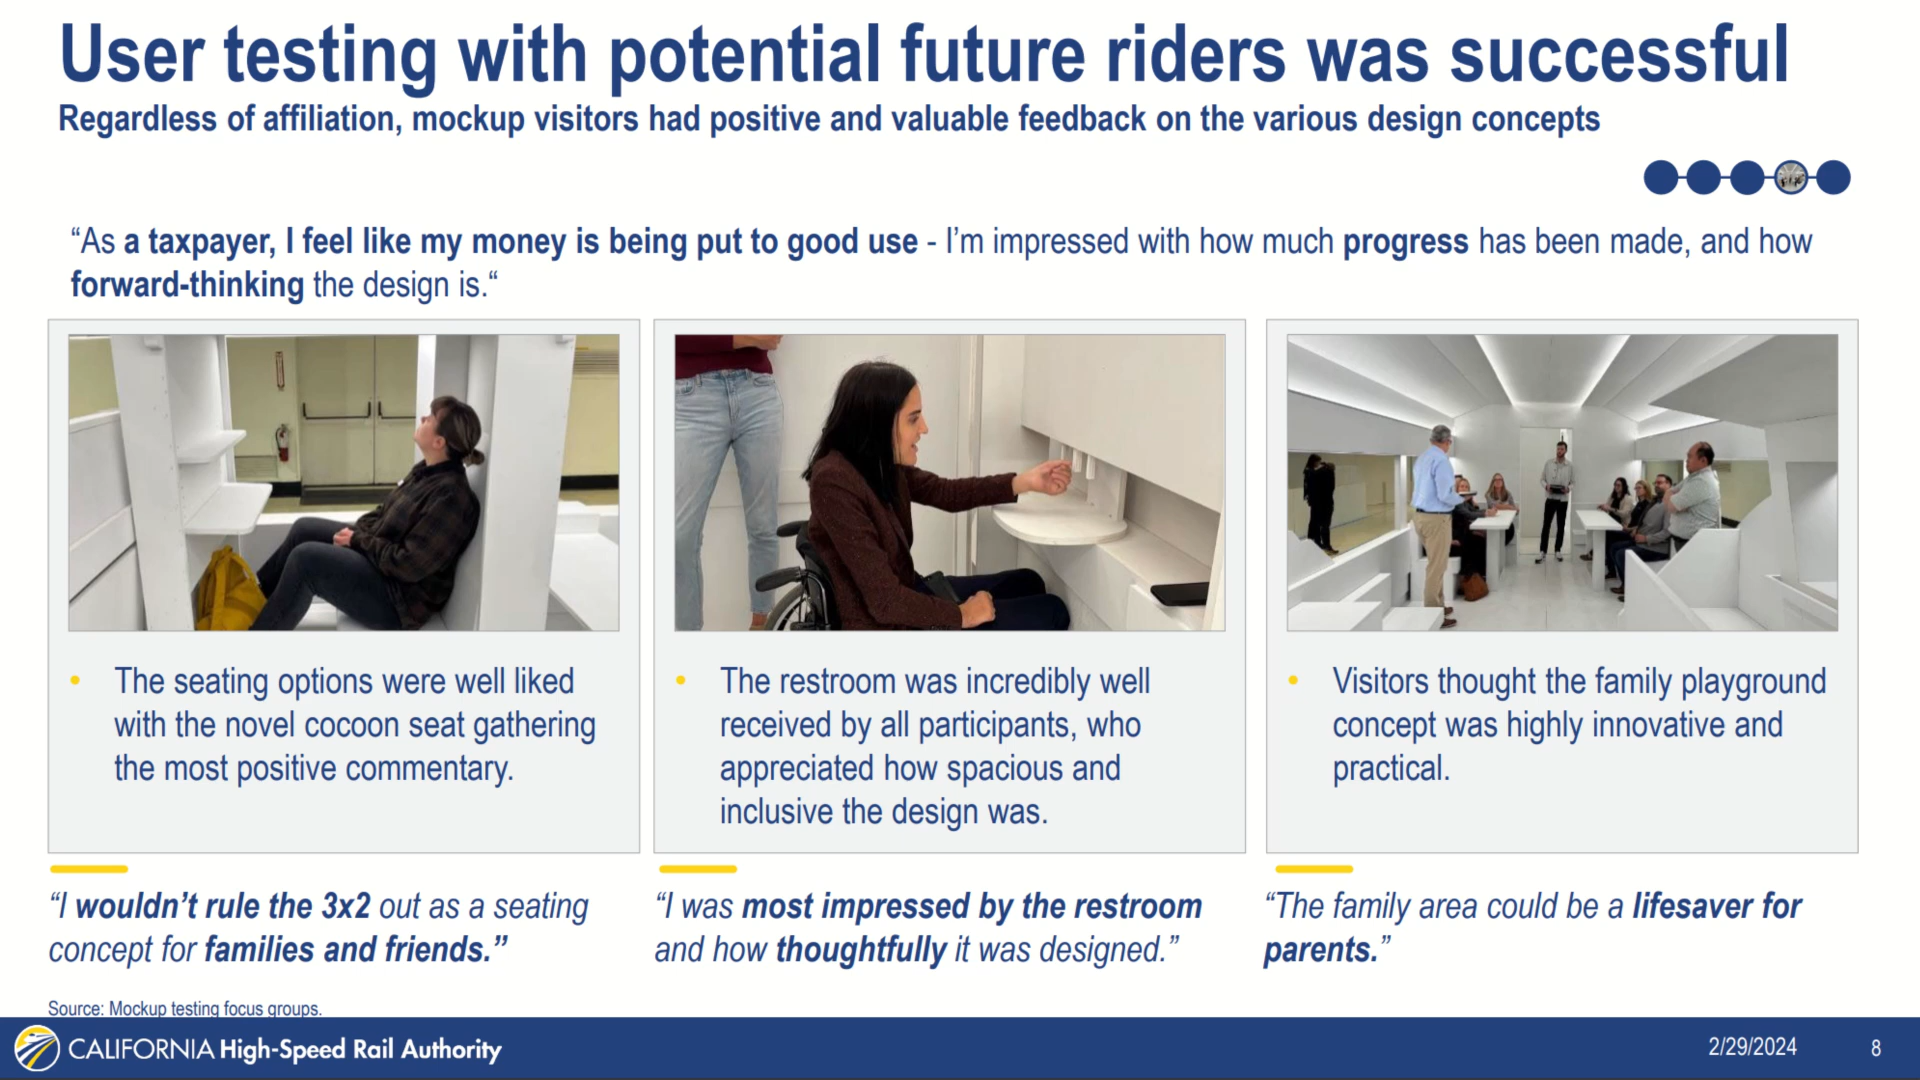 User testing with potential future riders was successful
Regardless of affiliation, mockup visitors had positive and valuable feedback on the various design concepts
“As a taxpayer, I feel like my money is being put to good use - I’m impressed with how much progress has been made, and how
forward-thinking the design is.“
• The seating options were well liked
with the novel cocoon seat gathering
the most positive commentary.
• The restroom was incredibly well
received by all participants, who
appreciated how spacious and
inclusive the design was.
• Visitors thought the family playground
concept was highly innovative and
practical.
“I wouldn’t rule the 3x2 out as a seating
concept for families and friends.”
“I was most impressed by the restroom
and how thoughtfully it was designed.”
“The family area could be a lifesaver for
parents.”
Source: Mockup testing focus groups.
CALIFORNIA High-Speed Rail Authority
2/29/2024
8